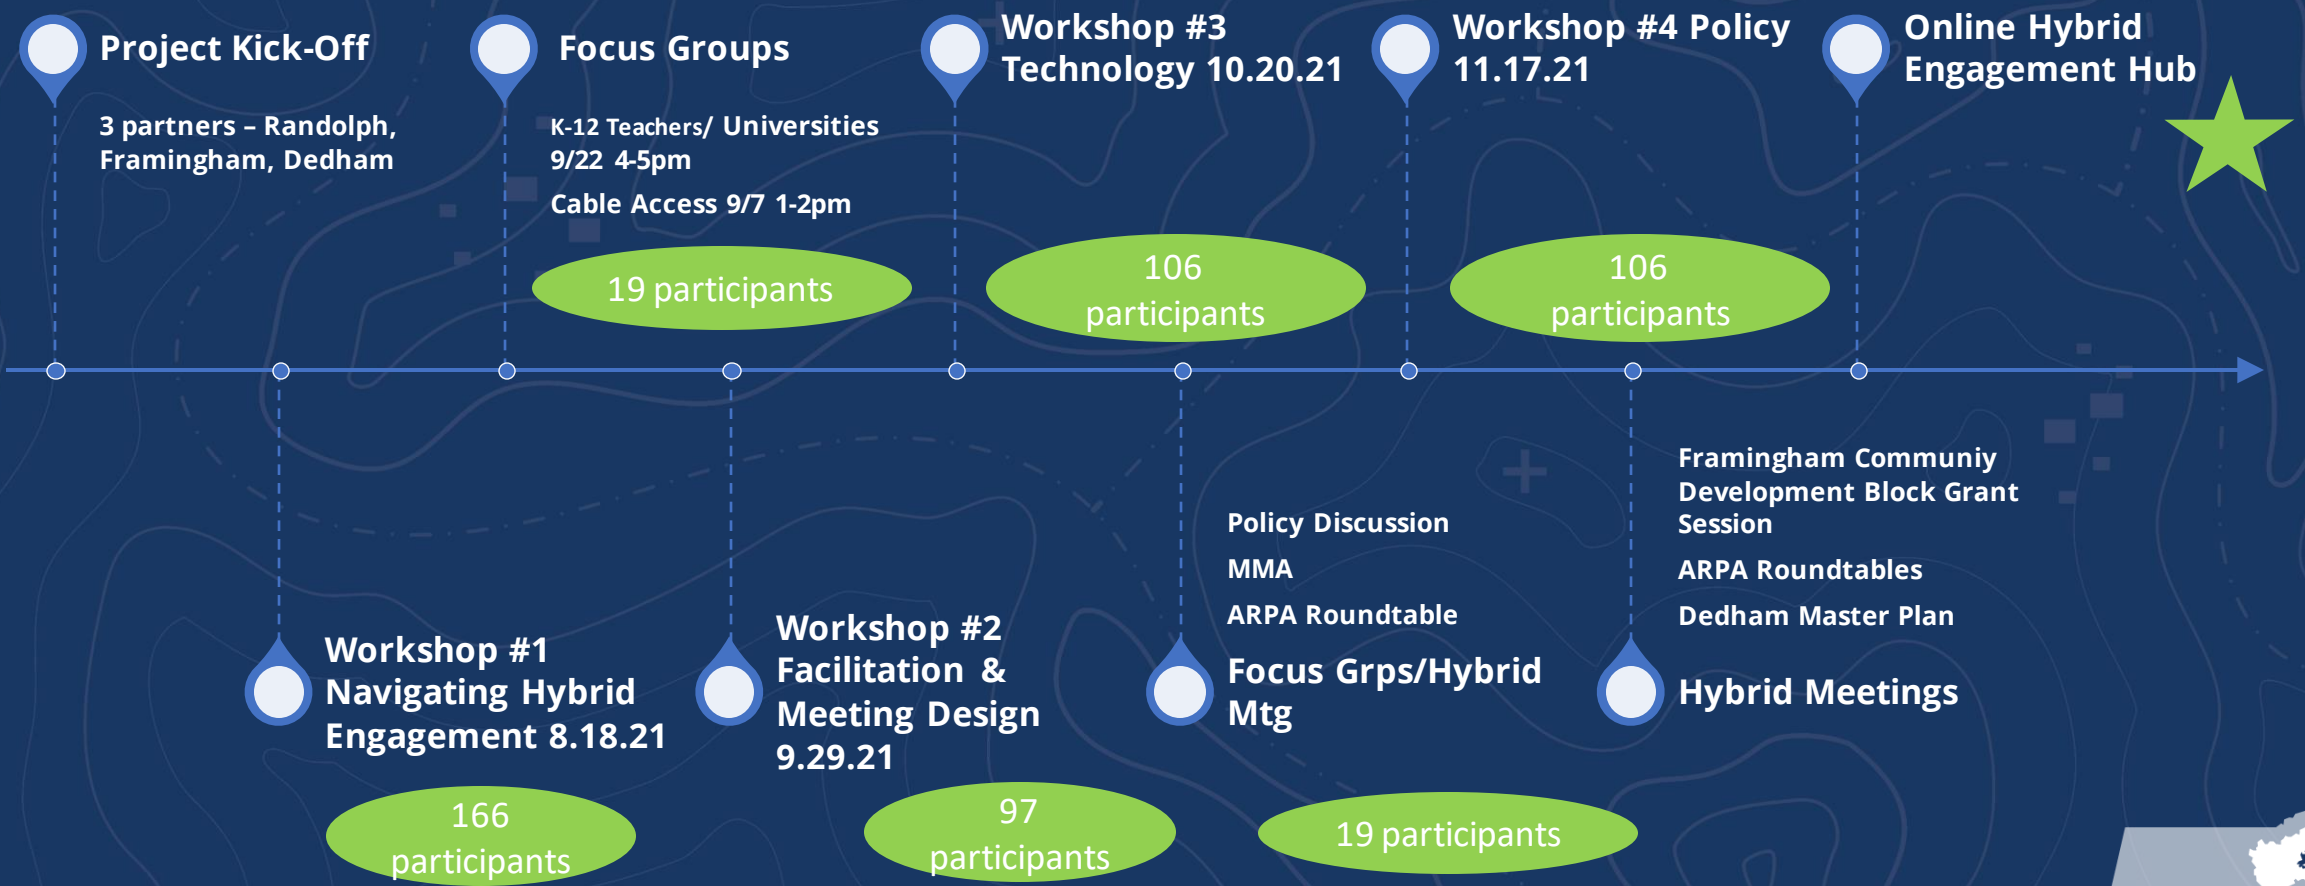 Project Kick-Off
3 partners – Randolph,
Framingham, Dedham
Focus Groups
K-12 Teachers/ Universities
9/22 4-5pm
Cable Access 9/7 1-2pm
19 participants
Workshop #3
Technology 10.20.21
106
participants
Workshop #4 Policy
11.17.21
106
participants
Online Hybrid
Engagement Hub
Workshop #1
Navigating Hybrid
Engagement 8.18.21
166
participants
Workshop #2
Facilitation &
Meeting Design
9.29.21
97
participants
Policy Discussion
MMA
ARPA Roundtable
Focus Grps/Hybrid
Mtg
19 participants
Framingham Communiy
Development Block Grant
Session
ARPA Roundtables
Dedham Master Plan
Hybrid Meetings